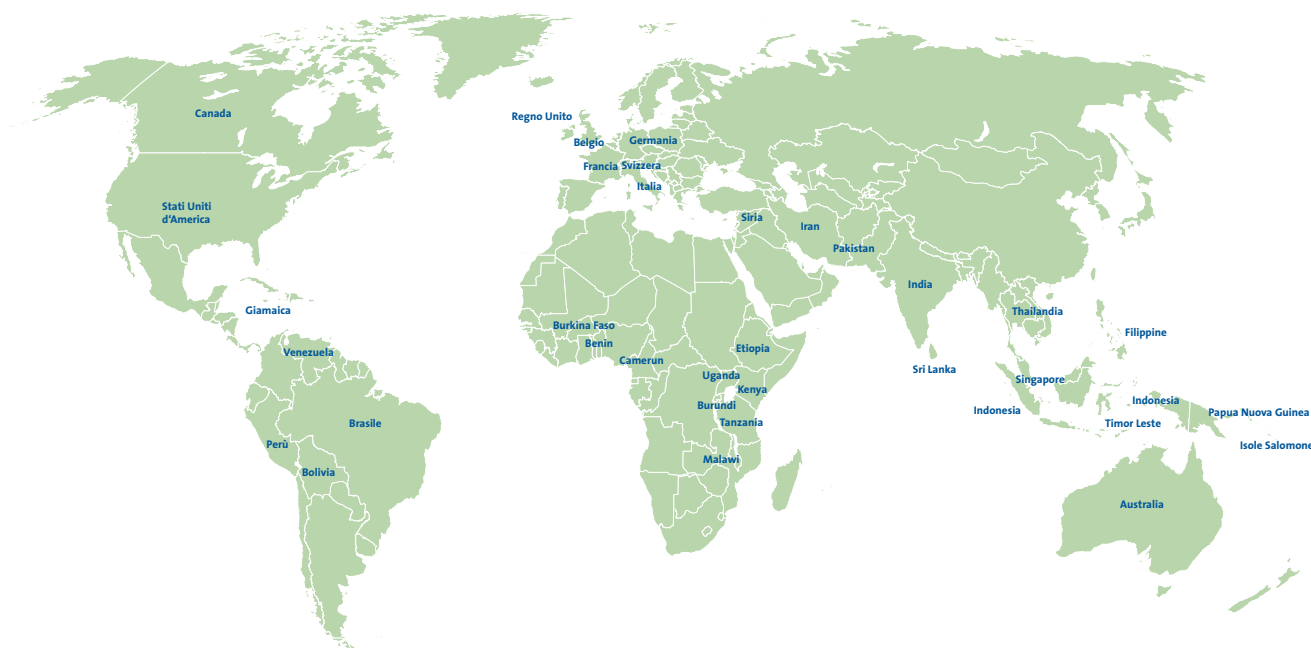 Canada
Regno Unito
Belgio
Germania
Francia
Svizzera
Italia
Stati Uniti
d'America
Siria
Iran
Pakistan
India
Giamaica
Thailandia
Burkina Faso
Benin
Filippine
Venezuela
Camerun
Etiopia
Sri Lanka
Uganda
Kenya
Singapore
Burundi
Indonesia
Indonesia
Papua Nuova Guinea
Brasile
Tanzania
Timor Leste
Perù
Isole Salomone
Malawi
Bolivia
Australia